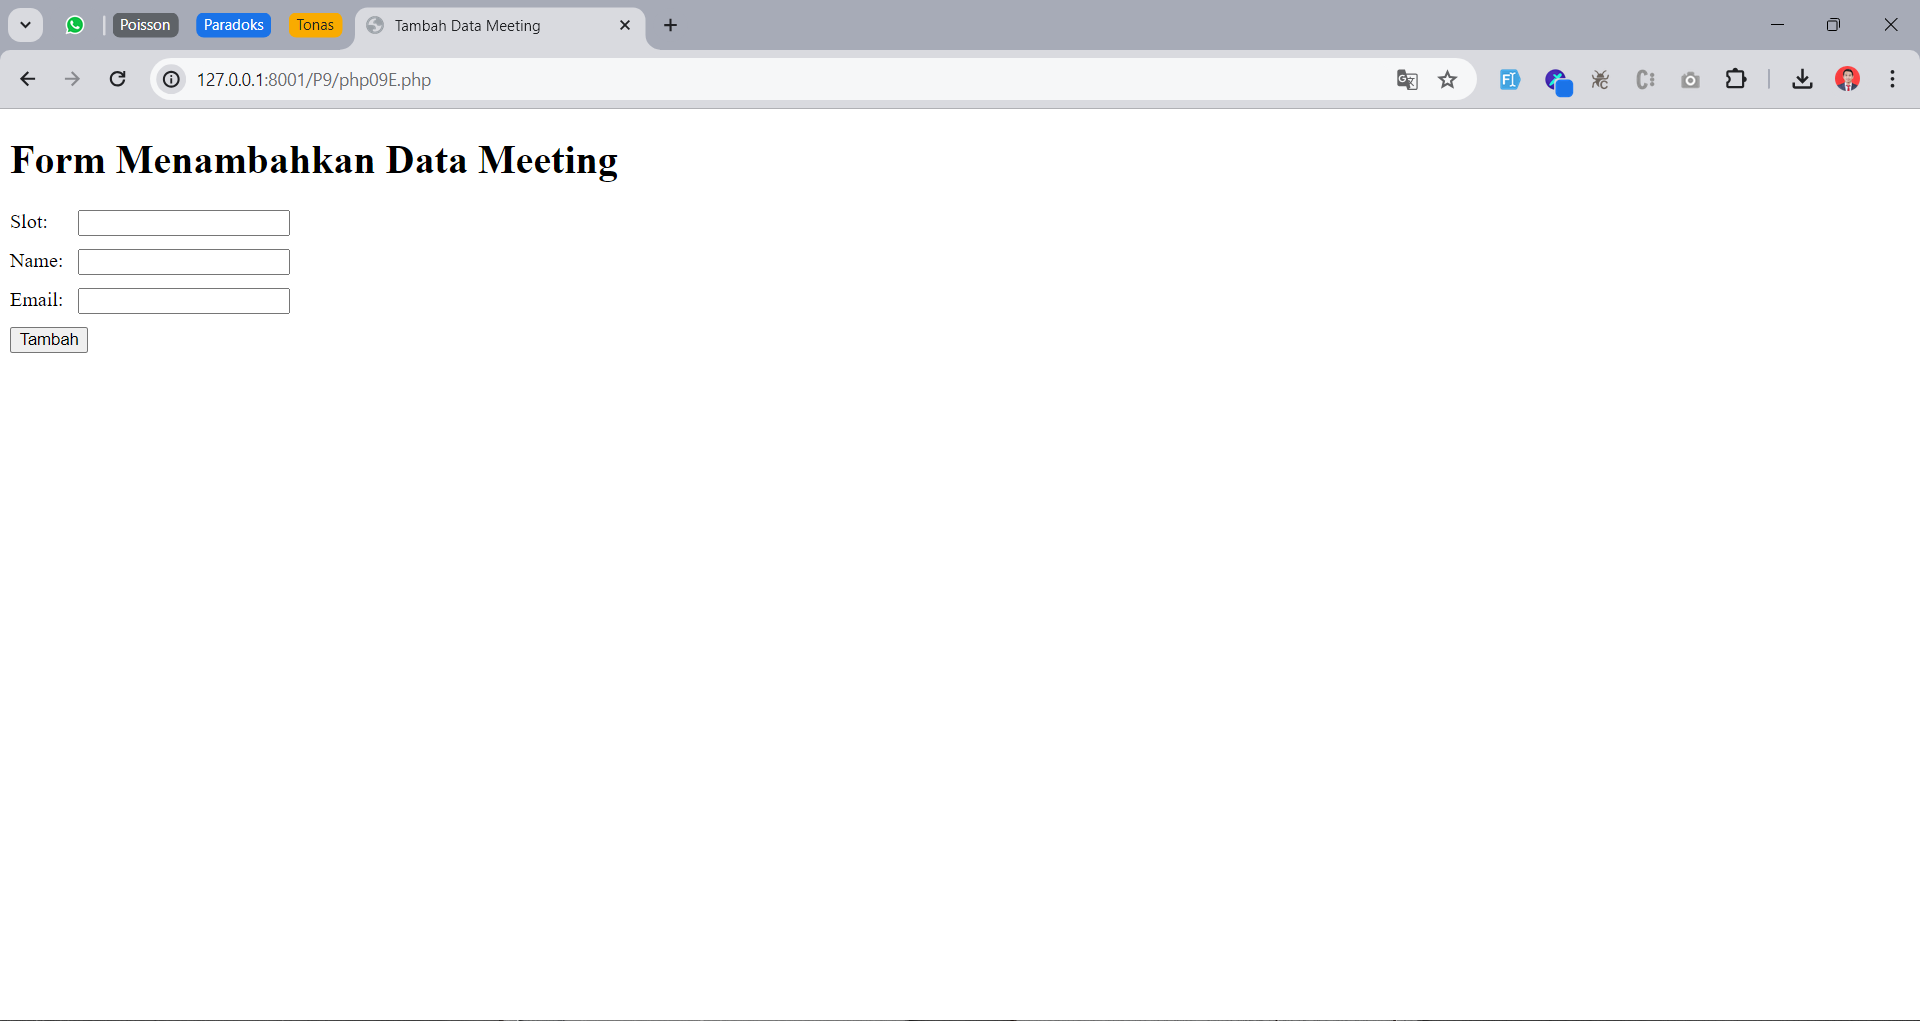 Poisson Paradoks Tonas Tambah Data Meeting
127.0.0.1:8001/P9/php09E.php
Form Menambahkan Data Meeting
Slot:
Name:
Email:
Tambah